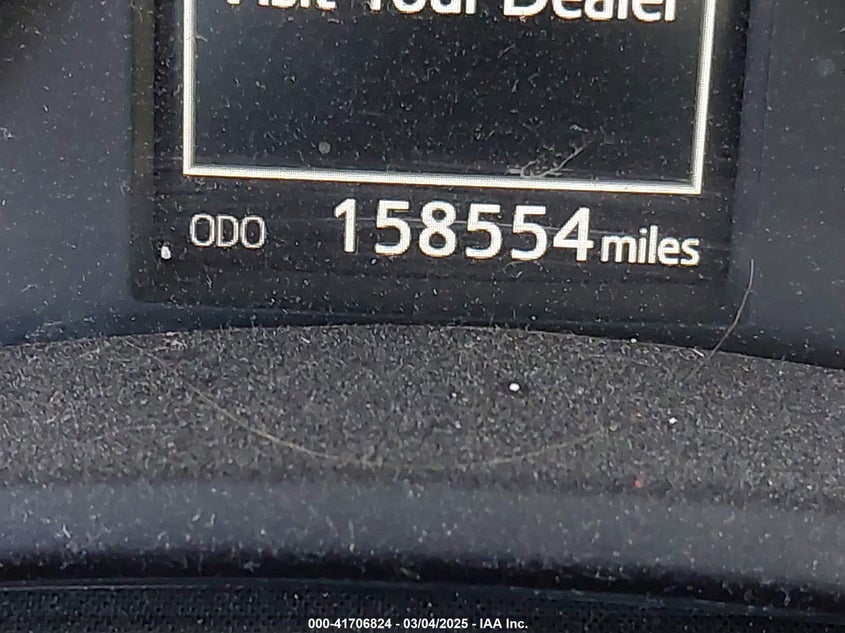 Visit Your Dealer
ODO 158554 miles
000-41706824 - 03/04/2025 - IAA Inc.